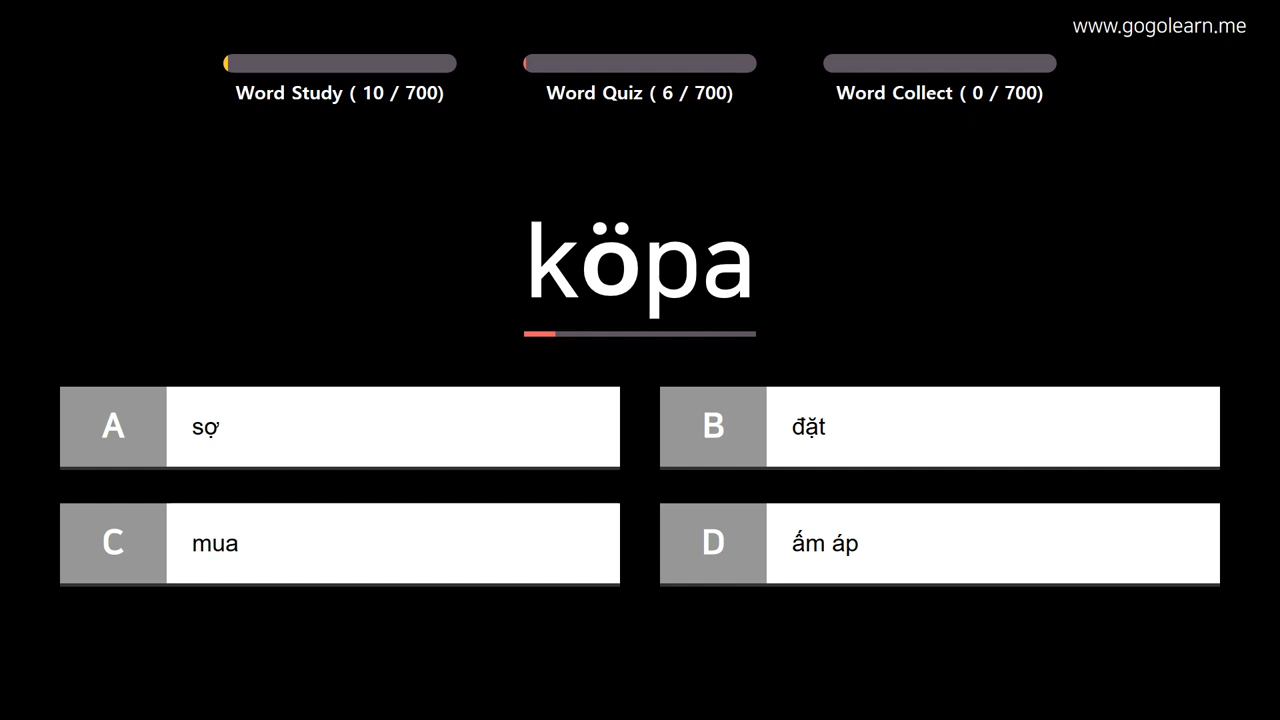 www.gogolearn.me
Word Study ( 10 / 700)
Word Quiz ( 6 / 700)
Word Collect ( 0 / 700)
köpa
A sợ
B đặt
C mua
D ấm áp